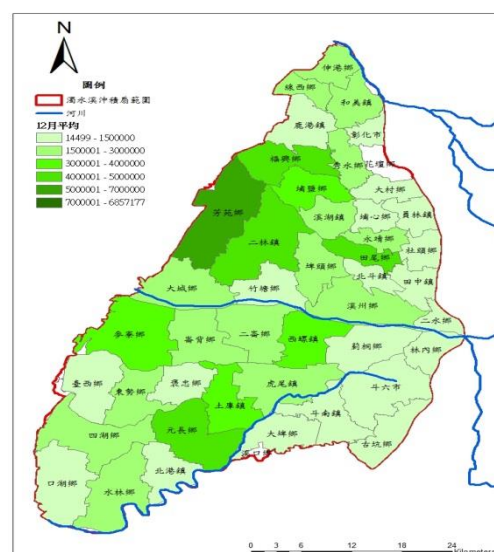 N
圖例
濁水溪沖積扇範圍
河川
12月平均
14499 - 1500000
1500001 - 3000000
3000001 - 4000000
4000001 - 5000000
5000001 - 7000000
7000001 - 6857177
伸港鄉
線西鄉
和美鎮
鹿港鎮
彰化市
福興鄉
秀水鄉
花壇鄉
埔鹽鄉
大村鄉
芳苑鄉
溪湖鎮
埔心鄉
員林鎮
二林鎮
永靖鄉
社頭鄉
埤頭鄉
田尾鄉
北斗鎮
田中鎮
大城鄉
竹塘鄉
溪州鄉
二水鄉
麥寮鄉
崙背鄉
二崙鄉
西螺鎮
莿桐鄉
林內鄉
臺西鄉
東勢鄉
褒忠鄉
虎尾鎮
斗六市
土庫鎮
斗南鎮
四湖鄉
元長鄉
大埤鄉
古坑鄉
北港鎮
口湖鄉
水林鄉
0 3 6 12 18 24
Kilometers